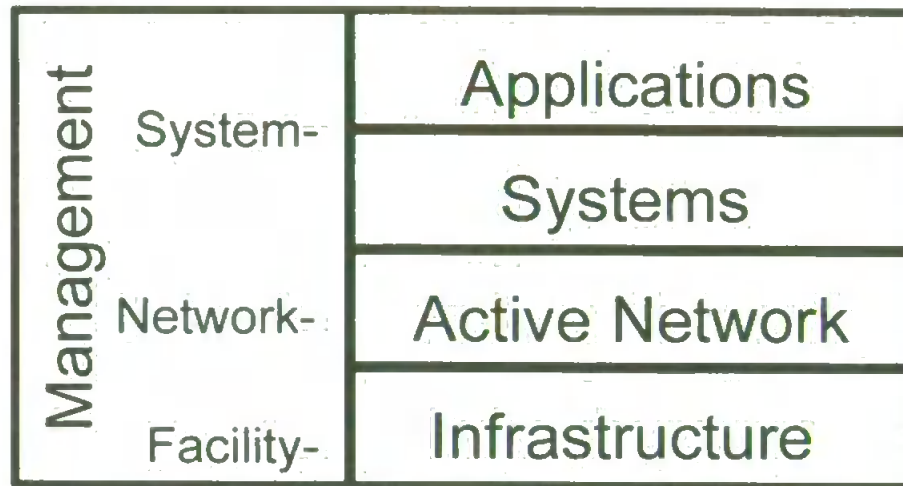 Management
System-
Network-
Facility-
Applications
Systems
Active Network
Infrastructure